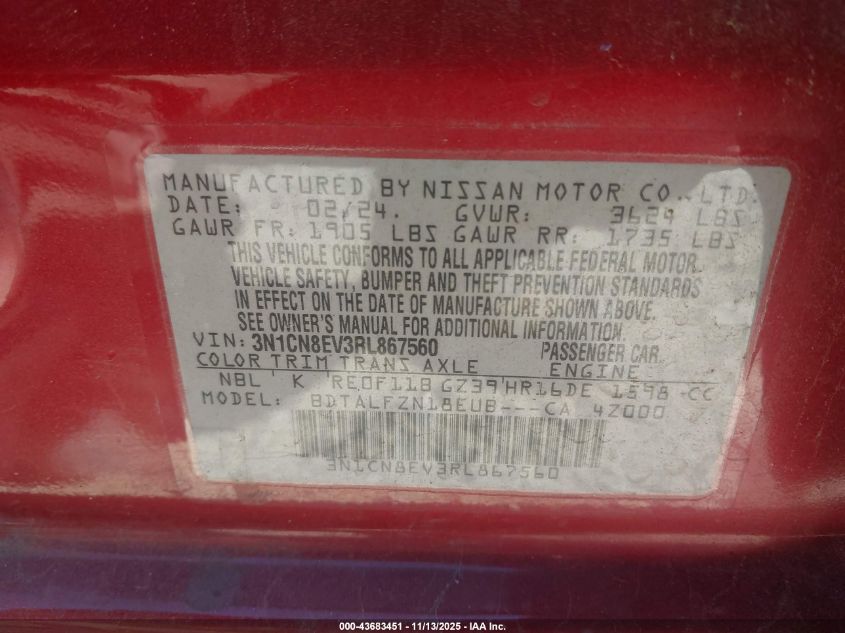 MANUFACTURED BY NISSAN MOTOR CO., LTD.
DATE: 02/24. GVWR: 3629 LBS
GAWR FR: 1905 LBS GAWR RR: 1735 LBS
THIS VEHICLE CONFORMS TO ALL APPLICABLE FEDERAL MOTOR
VEHICLE SAFETY, BUMPER AND THEFT PREVENTION STANDARDS
IN EFFECT ON THE DATE OF MANUFACTURE SHOWN ABOVE.
SEE OWNER'S MANUAL FOR ADDITIONAL INFORMATION.
VIN: 3N1CN8EV3RL867560 PASSENGER CAR
COLOR TRIM TRANS AXLE ENGINE
NBL K RE0F11B GZ39 HR16DE 1598 CC
BDTALFZN18EUB---CA 4Z000
3N1CN8EV3RL867560
000-43683451 - 11/13/2025 - IAA Inc.